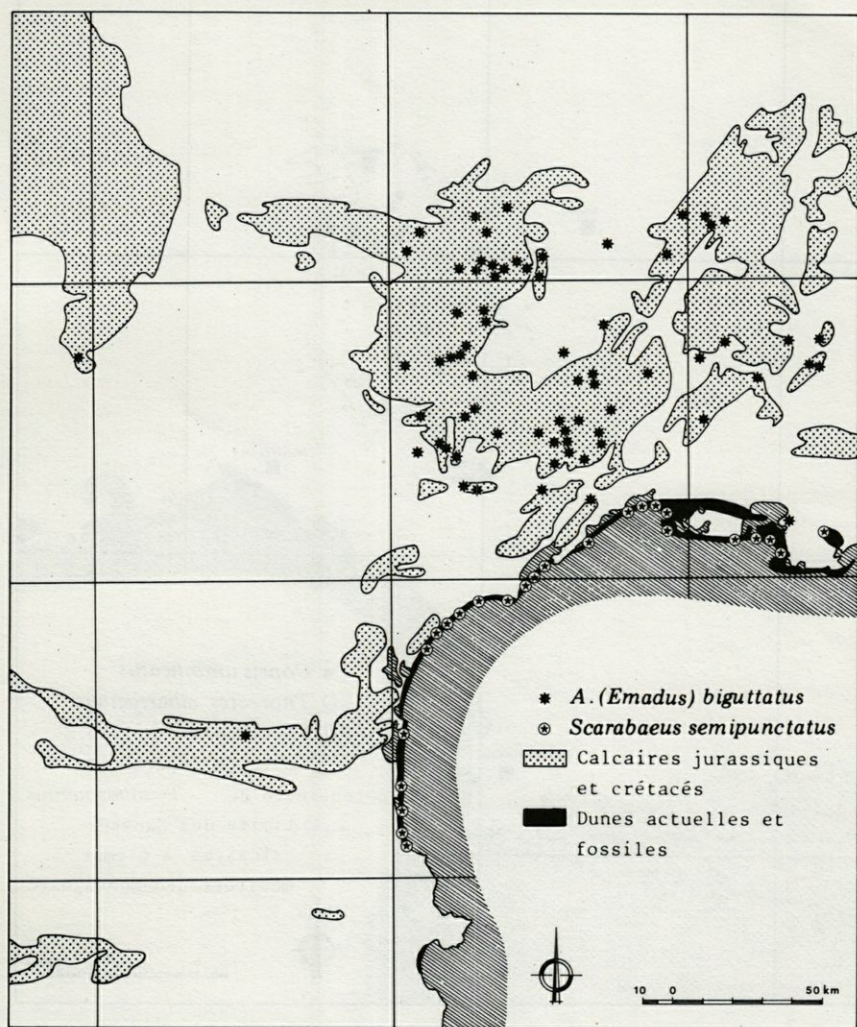 A. (Emadus) biguttatus
Scarabaeus semipunctatus
Calcaires jurassiques
et crétacés
Dunes actuelles et
fossiles
10 0 50 km